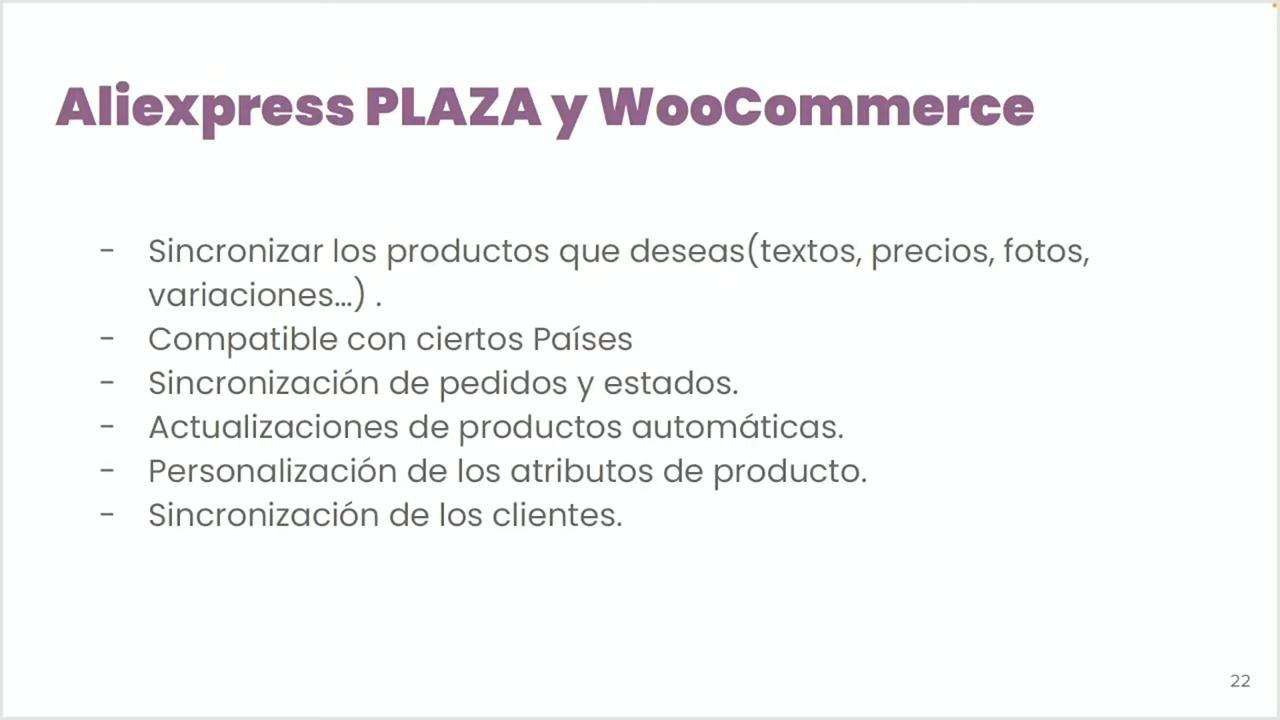 Aliexpress PLAZA y WooCommerce
- Sincronizar los productos que deseas(textos, precios, fotos,
variaciones...) .
- Compatible con ciertos Países
- Sincronización de pedidos y estados.
- Actualizaciones de productos automáticas.
- Personalización de los atributos de producto.
- Sincronización de los clientes.
22